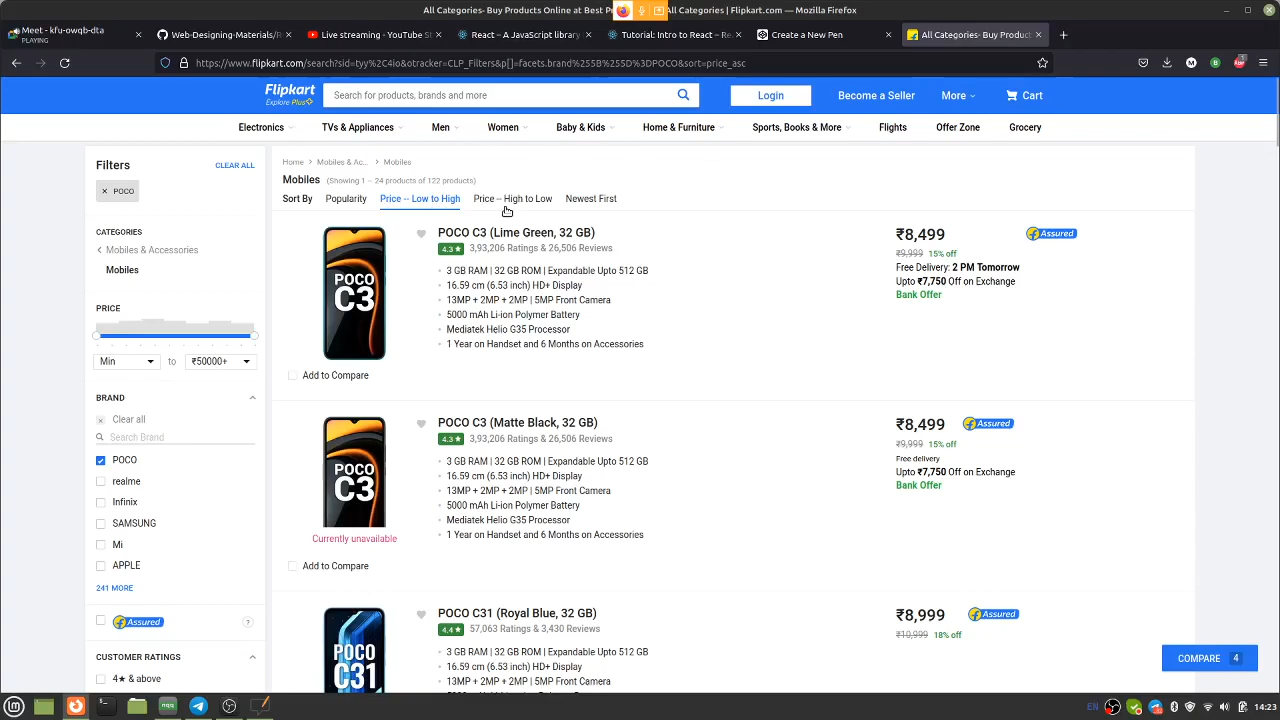 All Categories- Buy Products Online at Best Pr All Categories | Flipkart.com — Mozilla Firefox
Meet - kfu-owqb-dta
PLAYING
Web-Designing-Materials/R
Live streaming - YouTube St
React – A JavaScript library
Tutorial: Intro to React – Re
Create a New Pen
All Categories- Buy Product
https://www.flipkart.com/search?sid=tyy%2C4io&otracker=CLP_Filters&p[]=facets.brand%255B%255D%3DPOCO&sort=price_asc
Flipkart
Explore Plus
Search for products, brands and more
Login
Become a Seller
More
Cart
Electronics
TVs & Appliances
Men
Women
Baby & Kids
Home & Furniture
Sports, Books & More
Flights
Offer Zone
Grocery
Filters
CLEAR ALL
POCO
CATEGORIES
Mobiles & Accessories
Mobiles
PRICE
Min
to
₹50000+
BRAND
Clear all
Search Brand
POCO
realme
Infinix
SAMSUNG
Mi
APPLE
241 MORE
Assured
?
CUSTOMER RATINGS
4★ & above
Home
Mobiles & Ac...
Mobiles
Mobiles (Showing 1 – 24 products of 122 products)
Sort By
Popularity
Price -- Low to High
Price -- High to Low
Newest First
POCO C3 (Lime Green, 32 GB)
4.3★ 3,93,206 Ratings & 26,506 Reviews
3 GB RAM | 32 GB ROM | Expandable Upto 512 GB
16.59 cm (6.53 inch) HD+ Display
13MP + 2MP + 2MP | 5MP Front Camera
5000 mAh Li-ion Polymer Battery
Mediatek Helio G35 Processor
1 Year on Handset and 6 Months on Accessories
POCO
C3
Add to Compare
₹8,499
Assured
₹9,999 15% off
Free Delivery: 2 PM Tomorrow
Upto ₹7,750 Off on Exchange
Bank Offer
POCO C3 (Matte Black, 32 GB)
4.3★ 3,93,206 Ratings & 26,506 Reviews
3 GB RAM | 32 GB ROM | Expandable Upto 512 GB
16.59 cm (6.53 inch) HD+ Display
13MP + 2MP + 2MP | 5MP Front Camera
5000 mAh Li-ion Polymer Battery
Mediatek Helio G35 Processor
1 Year on Handset and 6 Months on Accessories
POCO
C3
Currently unavailable
Add to Compare
₹8,499
Assured
₹9,999 15% off
Free delivery
Upto ₹7,750 Off on Exchange
Bank Offer
POCO C31 (Royal Blue, 32 GB)
4.4★ 57,063 Ratings & 3,430 Reviews
3 GB RAM | 32 GB ROM | Expandable Upto 512 GB
16.59 cm (6.53 inch) HD+ Display
13MP + 2MP + 2MP | 5MP Front Camera
POCO
C31
₹8,999
Assured
₹10,999 18% off
COMPARE 4
EN
14:23